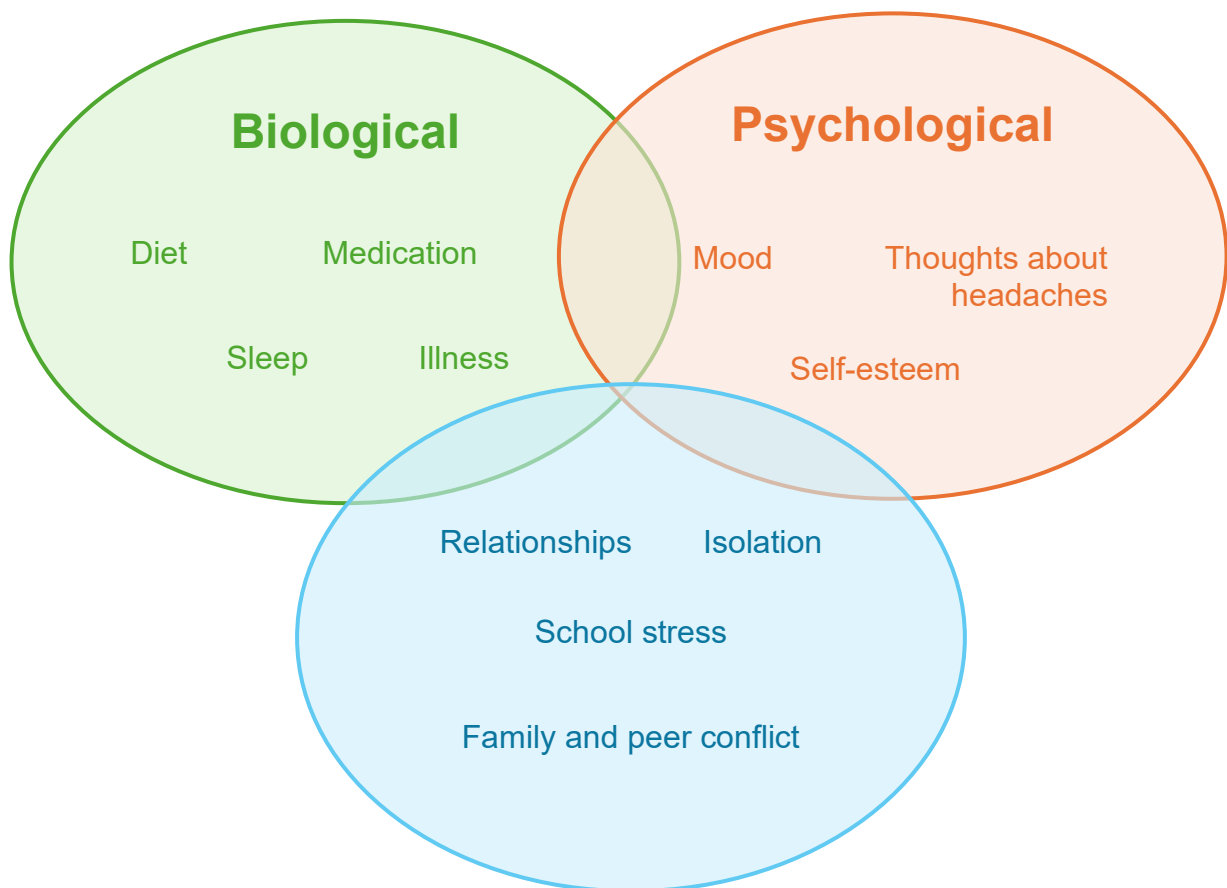 Biological
Diet
Medication
Sleep
Illness
Psychological
Mood
Thoughts about
headaches
Self-esteem
Relationships
Isolation
School stress
Family and peer conflict